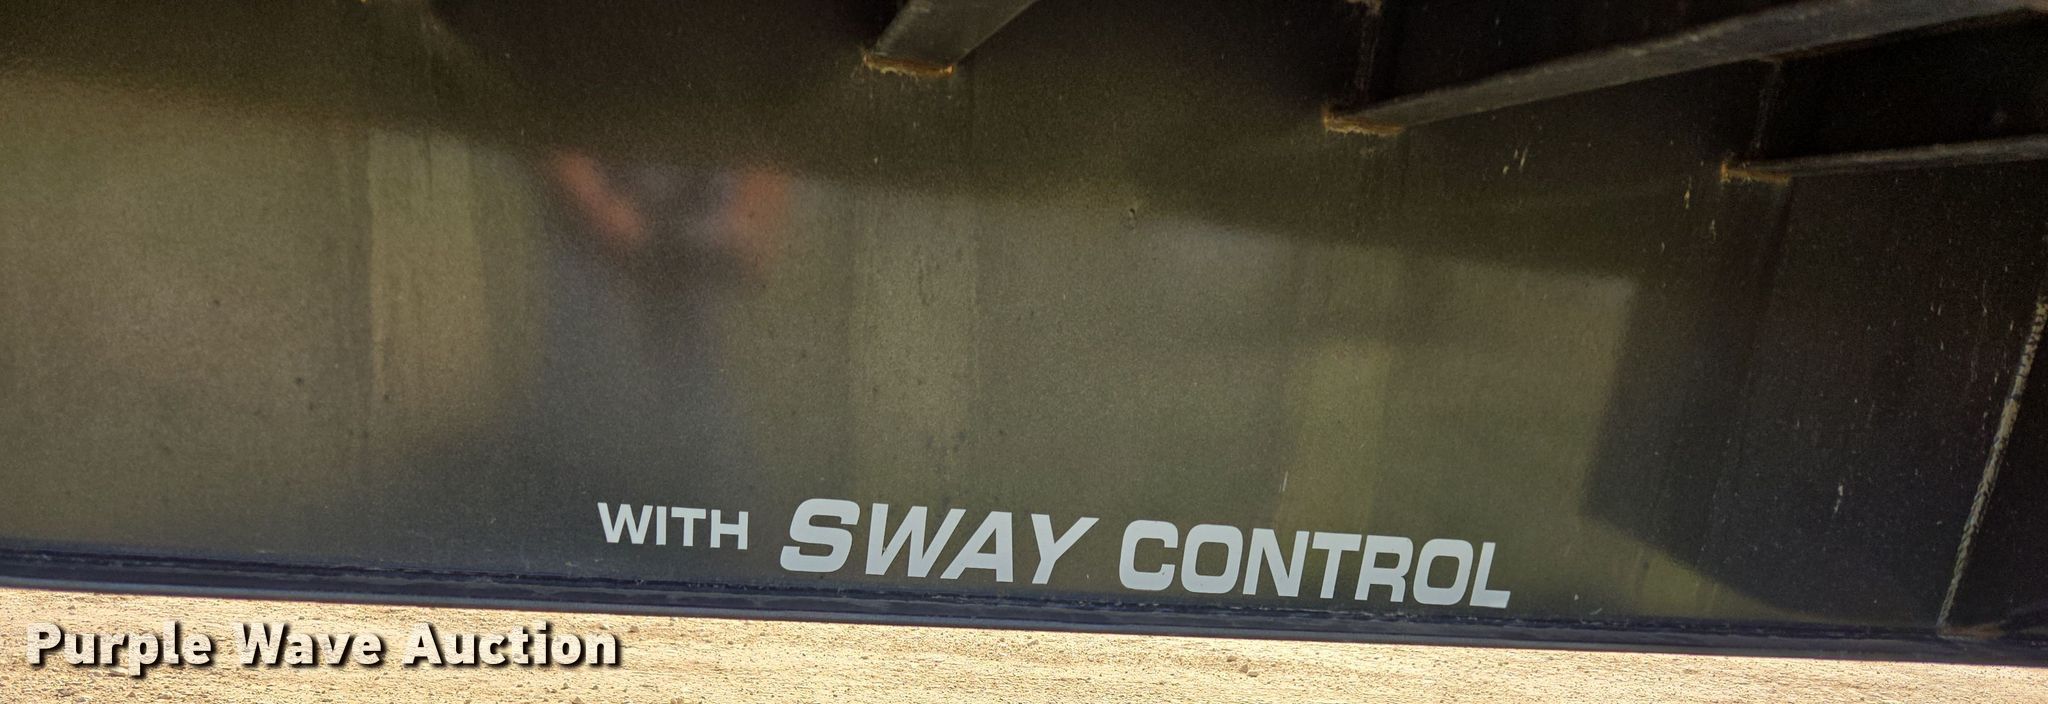 WITH SWAY CONTROL
Purple Wave Auction